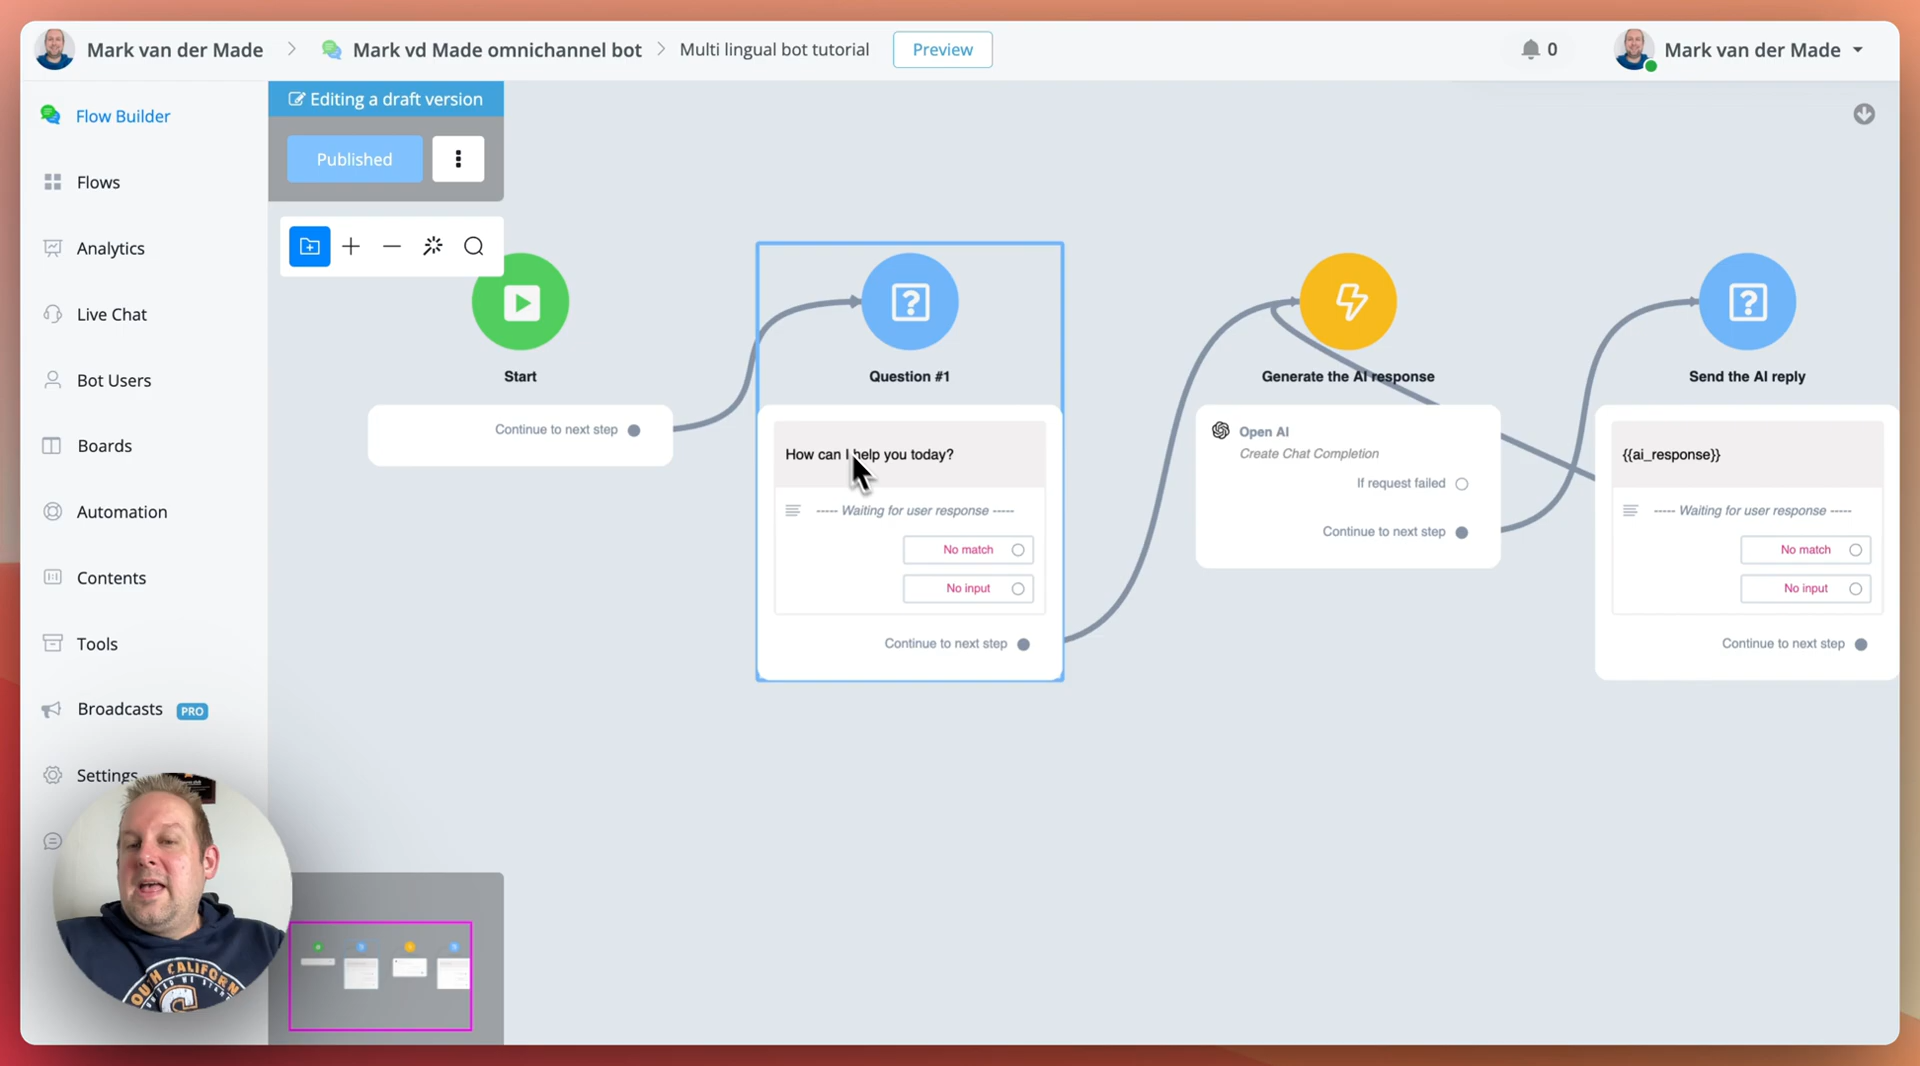 Mark van der Made
Mark vd Made omnichannel bot
Multi lingual bot tutorial
Preview
0
Mark van der Made
Flow Builder
Flows
Analytics
Live Chat
Bot Users
Boards
Automation
Contents
Tools
Broadcasts PRO
Settings
Editing a draft version
Published
Start
Continue to next step
Question #1
How can I help you today?
----- Waiting for user response -----
No match
No input
Continue to next step
Generate the AI response
Open AI
Create Chat Completion
If request failed
Continue to next step
Send the AI reply
{{ai_response}}
----- Waiting for user response -----
No match
No input
Continue to next step